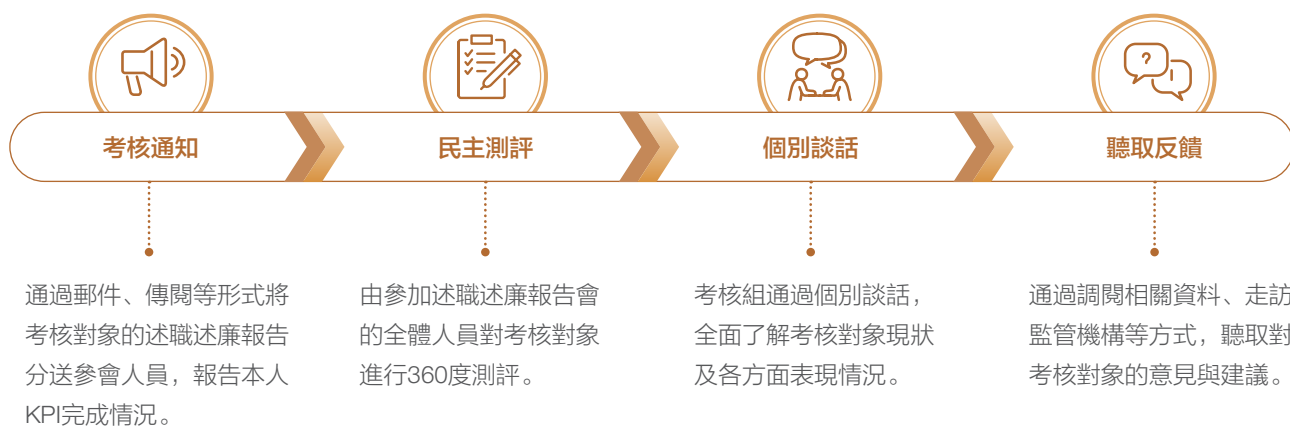 考核通知
民主測評
個別談話
聽取反饋
通過郵件、傳閱等形式將
考核對象的述職述廉報告
分送參會人員，報告本人
KPI完成情況。
由參加述職述廉報告會
的全體人員對考核對象
進行360度測評。
考核組通過個別談話，
全面了解考核對象現狀
及各方面表現情況。
通過調閱相關資料、走訪
監管機構等方式，聽取對
考核對象的意見與建議。